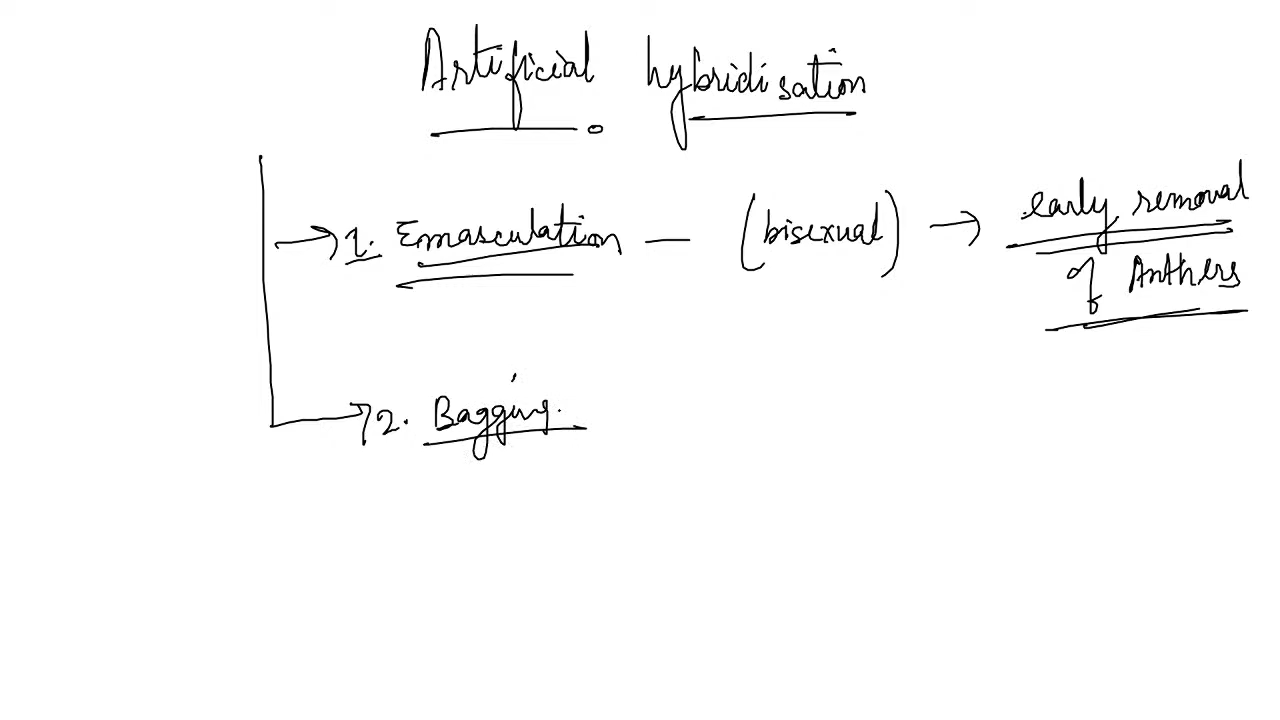 Artificial hybridisation
1. Emasculation — (bisexual) → early removal
of Anthers
2. Bagging.